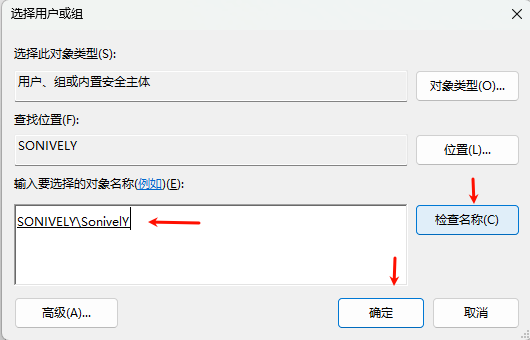 选择用户或组
选择此对象类型(S):
用户、组或内置安全主体
对象类型(O)...
查找位置(F):
SONIVELY
位置(L)...
输入要选择的对象名称(例如)(E):
SONIVELY\SonivelY
检查名称(C)
高级(A)...
确定
取消